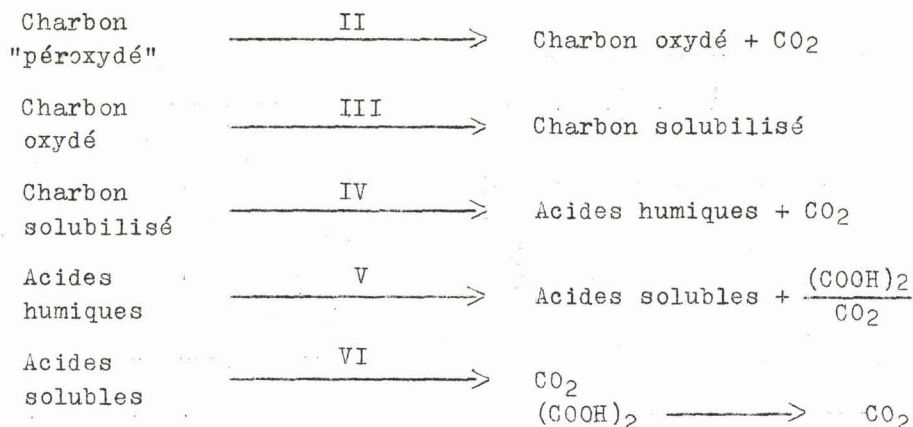 Charbon II
"péroxydé" Charbon oxydé + CO2
Charbon III
oxydé Charbon solubilisé
Charbon IV
solubilisé Acides humiques + CO2
Acides V (COOH)2
humiques Acides solubles + CO2
Acides VI
solubles CO2
(COOH)2 CO2